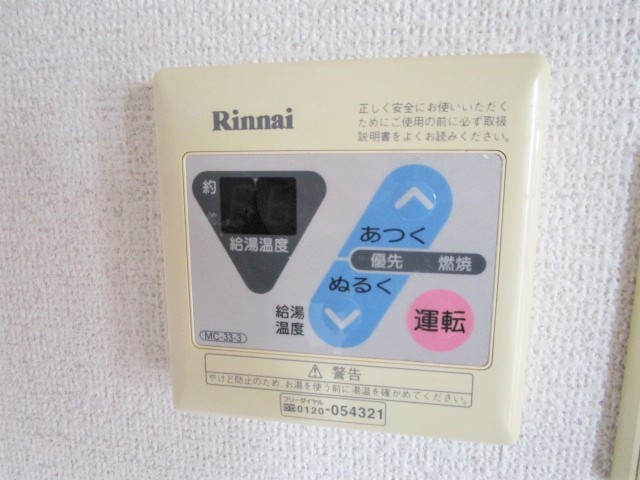 Rinnai
正しく安全にお使いいただく
ためにご使用の前に必ず取扱
説明書をよくお読みください。
約
給湯温度
あつく
優先 燃焼
ぬるく
給湯
温度
運転
MC-33-3
⚠ 警告
やけど防止のため、お湯を使う前に湯温を確かめてください。
フリーダイヤル
0120-054321